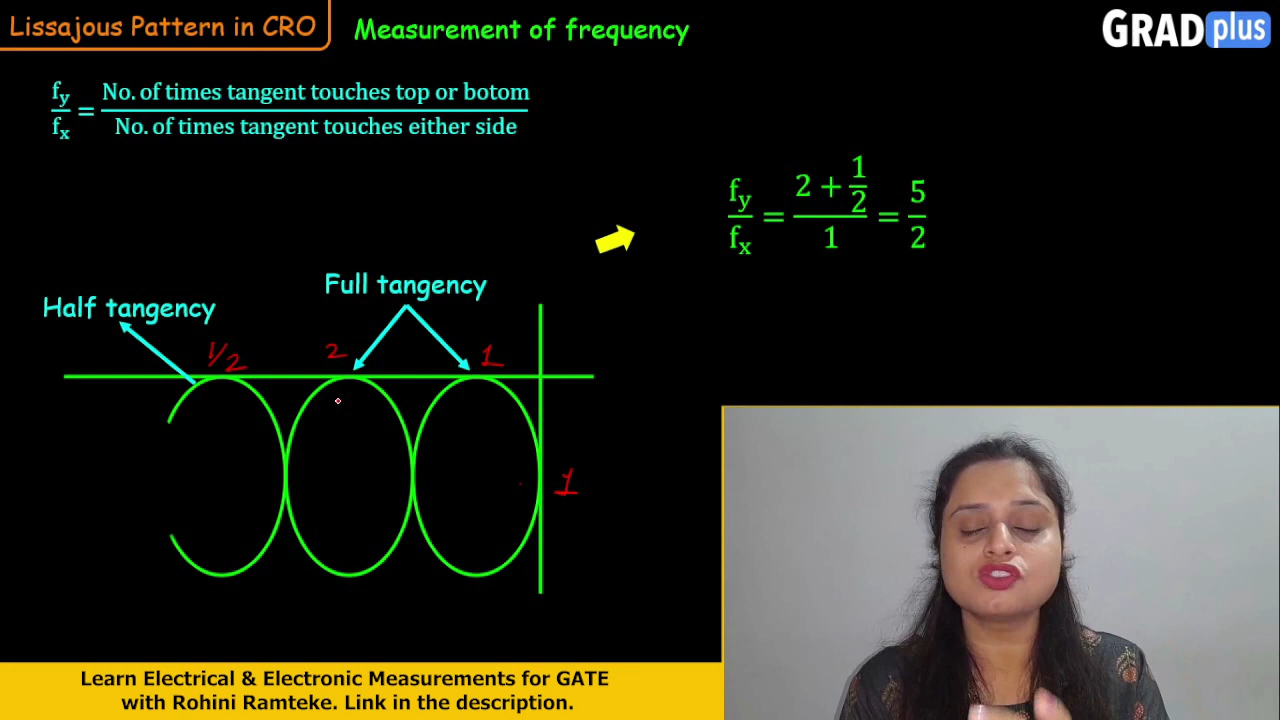 Lissajous Pattern in CRO
Measurement of frequency
GRADplus
fy/fx = No. of times tangent touches top or botom / No. of times tangent touches either side
fy/fx = (2 + 1/2)/1 = 5/2
Full tangency
Half tangency
1/2 2 1
1
Learn Electrical & Electronic Measurements for GATE
with Rohini Ramteke. Link in the description.